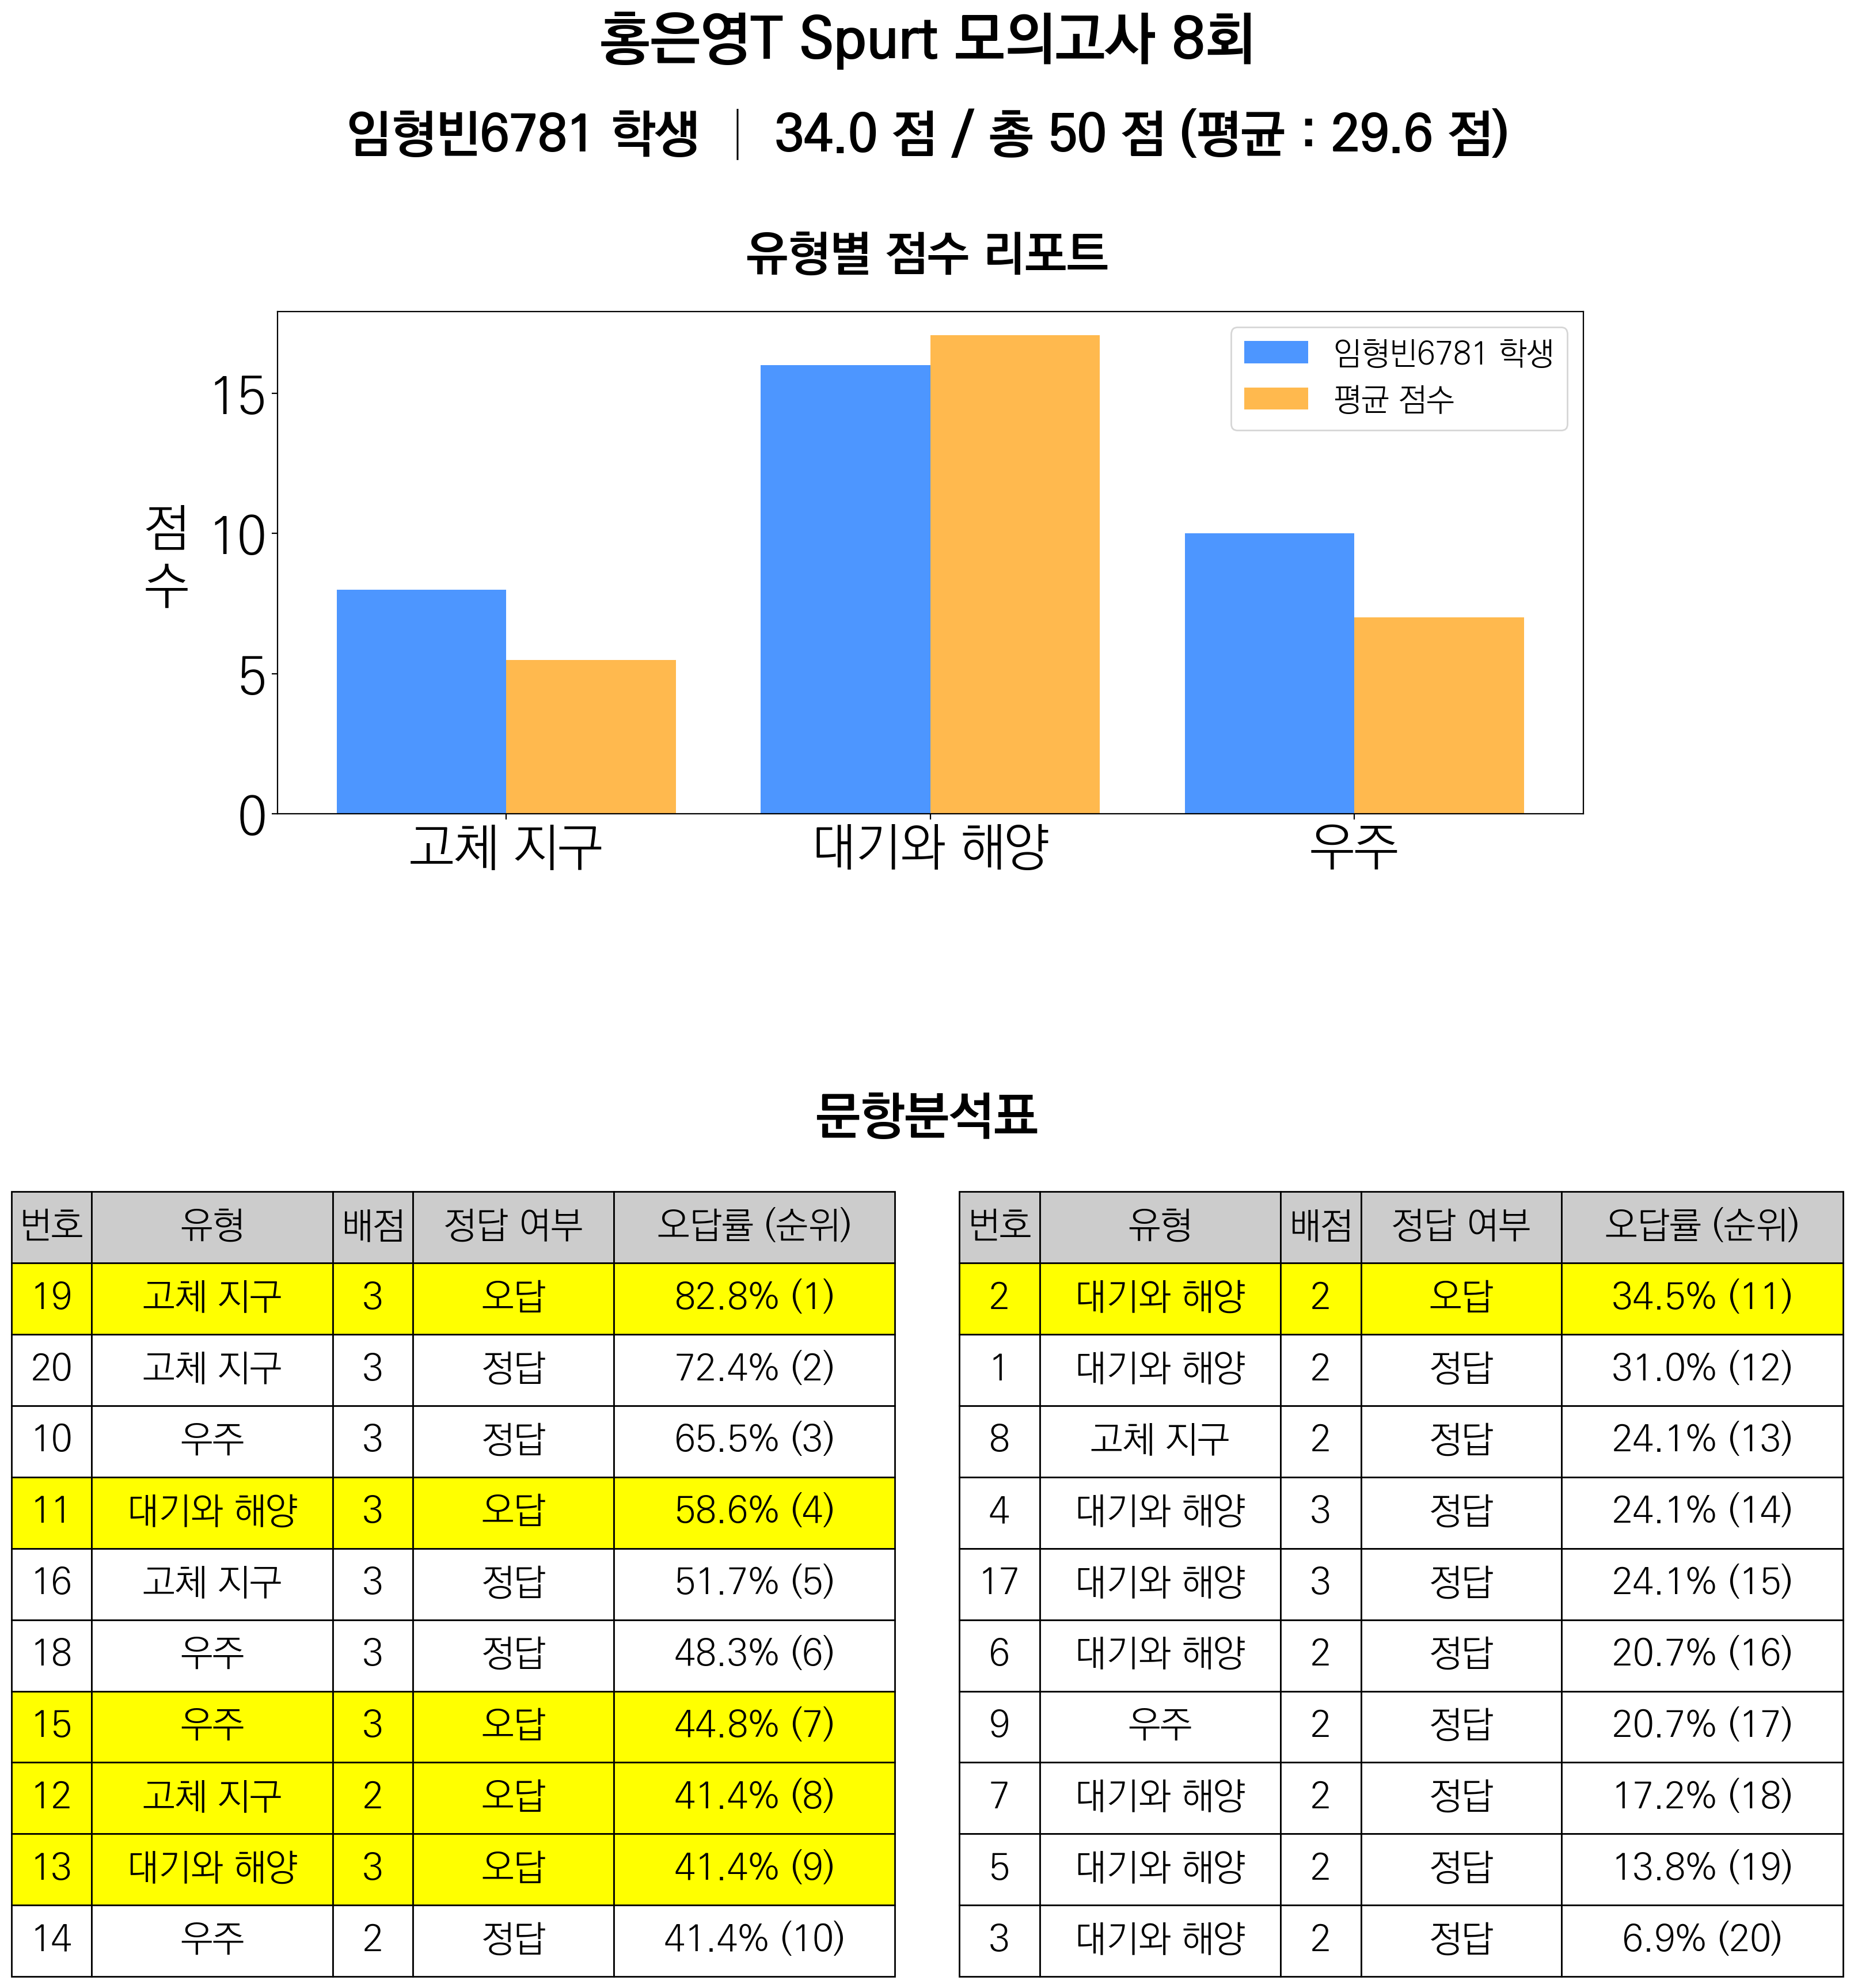 홍은영T Spurt 모의고사 8회
임형빈6781 학생 | 34.0 점 / 총 50 점 (평균 : 29.6 점)
유형별 점수 리포트
임형빈6781 학생
평균 점수
점수
15
10
5
0
고체 지구 대기와 해양 우주
문항분석표
번호 유형 배점 정답 여부 오답률 (순위)
19 고체 지구 3 오답 82.8% (1)
20 고체 지구 3 정답 72.4% (2)
10 우주 3 정답 65.5% (3)
11 대기와 해양 3 오답 58.6% (4)
16 고체 지구 3 정답 51.7% (5)
18 우주 3 정답 48.3% (6)
15 우주 3 오답 44.8% (7)
12 고체 지구 2 오답 41.4% (8)
13 대기와 해양 3 오답 41.4% (9)
14 우주 2 정답 41.4% (10)
번호 유형 배점 정답 여부 오답률 (순위)
2 대기와 해양 2 오답 34.5% (11)
1 대기와 해양 2 정답 31.0% (12)
8 고체 지구 2 정답 24.1% (13)
4 대기와 해양 3 정답 24.1% (14)
17 대기와 해양 3 정답 24.1% (15)
6 대기와 해양 2 정답 20.7% (16)
9 우주 2 정답 20.7% (17)
7 대기와 해양 2 정답 17.2% (18)
5 대기와 해양 2 정답 13.8% (19)
3 대기와 해양 2 정답 6.9% (20)